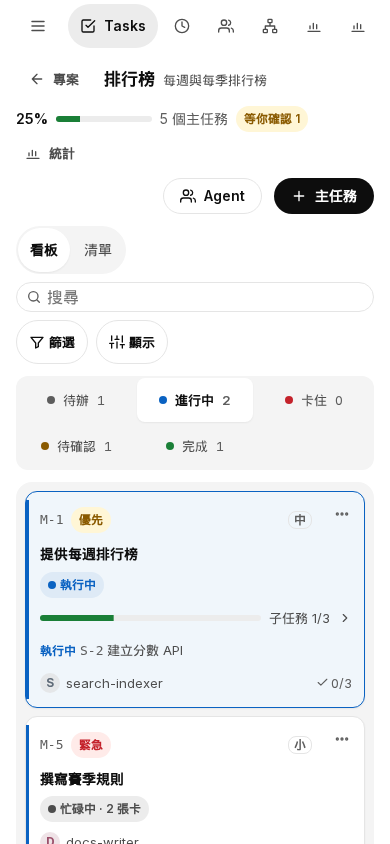 Tasks
專案 排行榜 每週與每季排行榜
25% 5 個主任務 等你確認 1
統計
Agent 主任務
看板 清單
搜尋
篩選 顯示
待辦 1 進行中 2 卡住 0
待確認 1 完成 1
M-1 優先 中
提供每週排行榜
執行中
子任務 1/3
執行中 S-2 建立分數 API
S search-indexer 0/3
M-5 緊急 小
撰寫賽季規則
忙碌中 · 2 張卡
D docs-writer